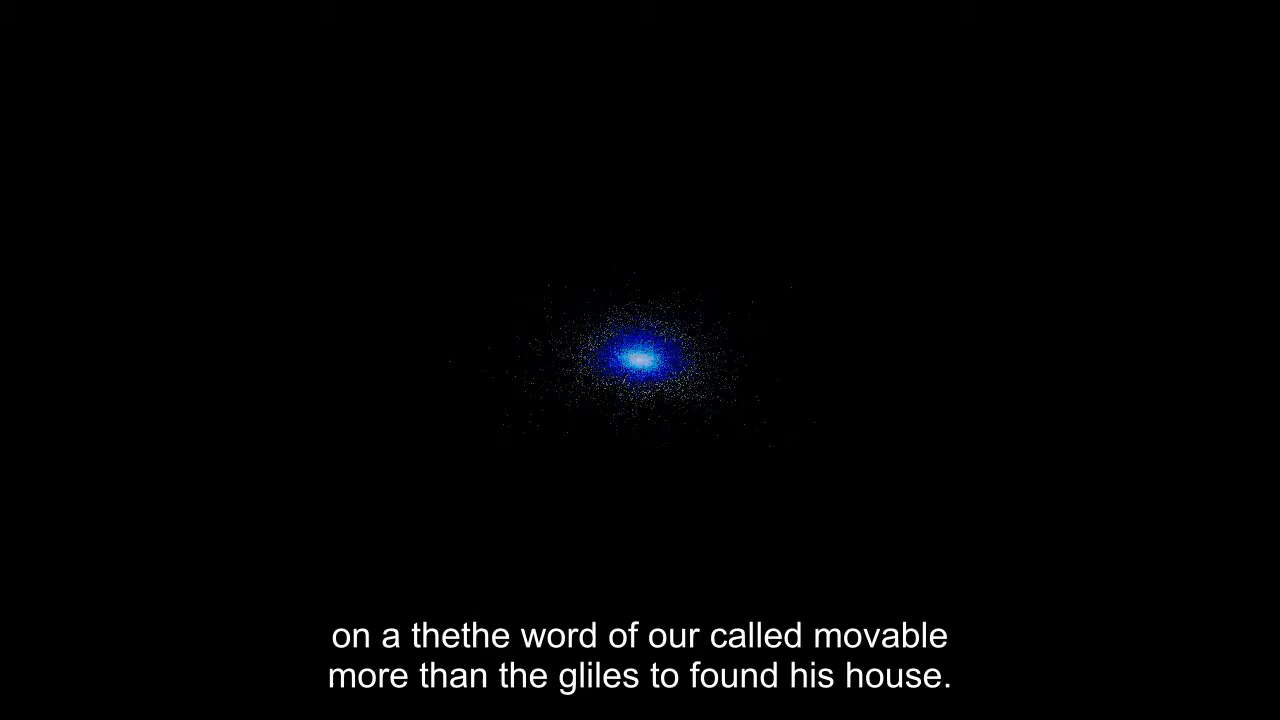 on a thethe word of our called movable
more than the gliles to found his house.